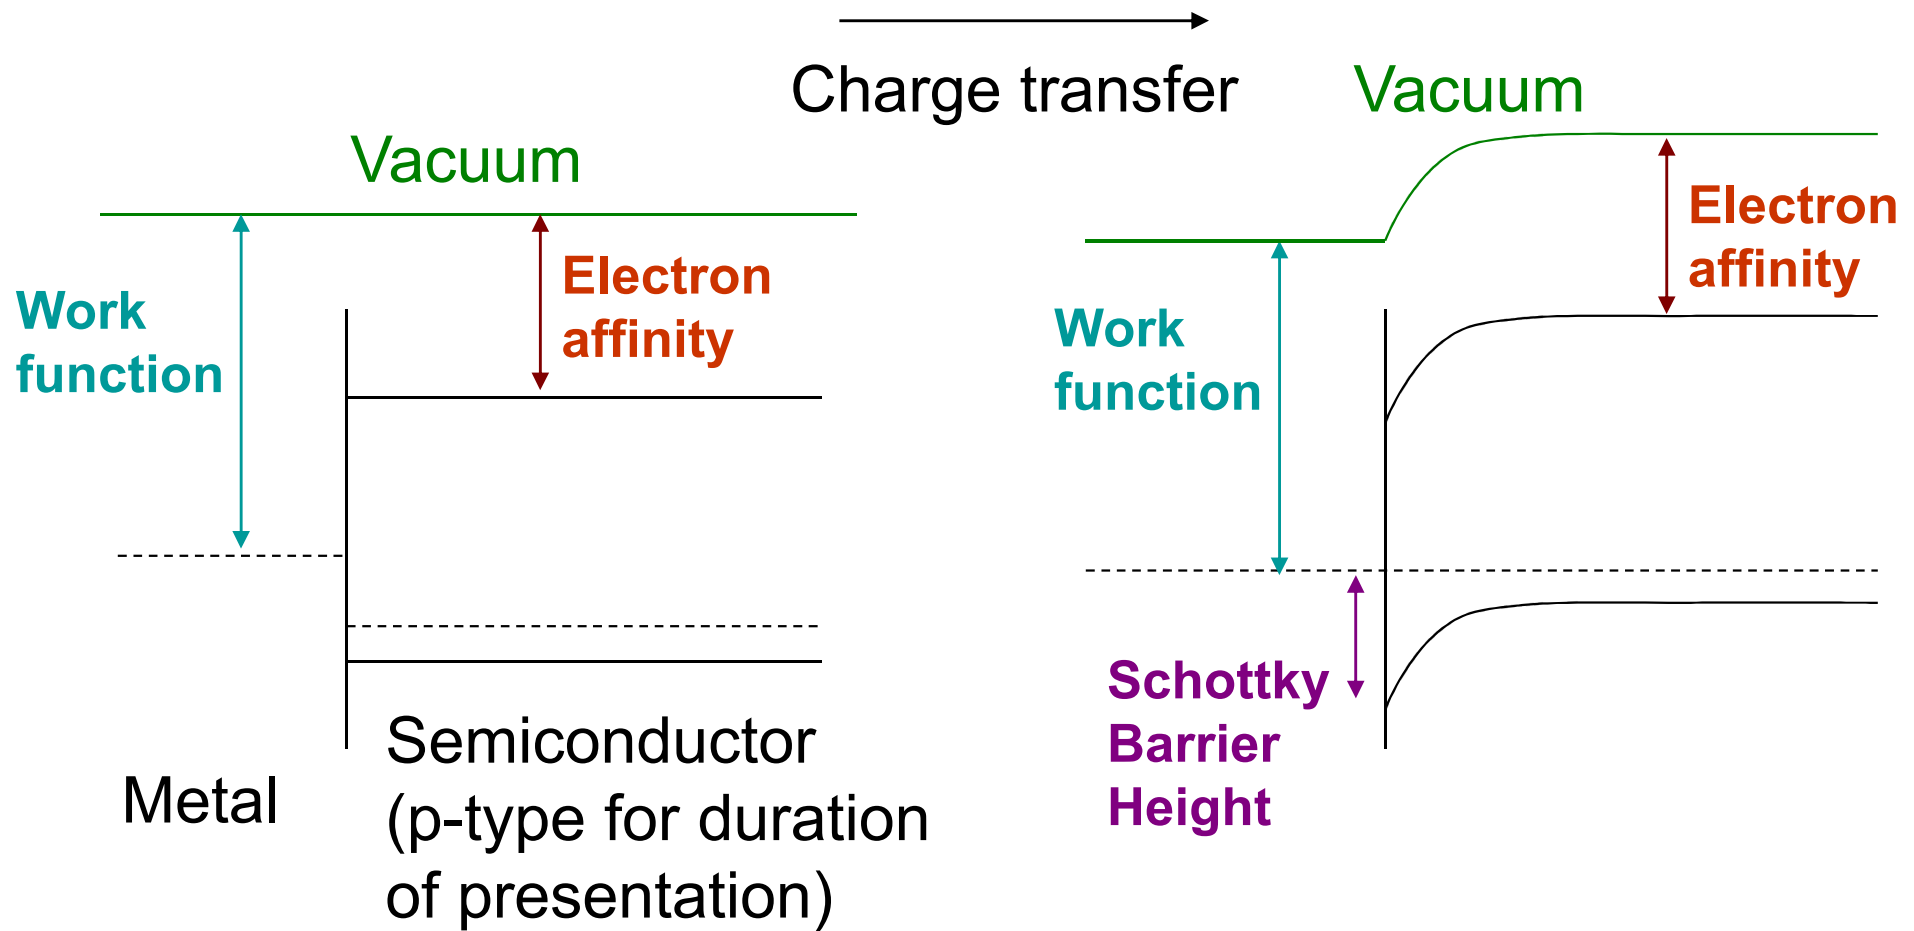 Charge transfer
Vacuum
Work
function
Electron
affinity
Metal
Semiconductor
(p-type for duration
of presentation)
Vacuum
Electron
affinity
Work
function
Schottky
Barrier
Height